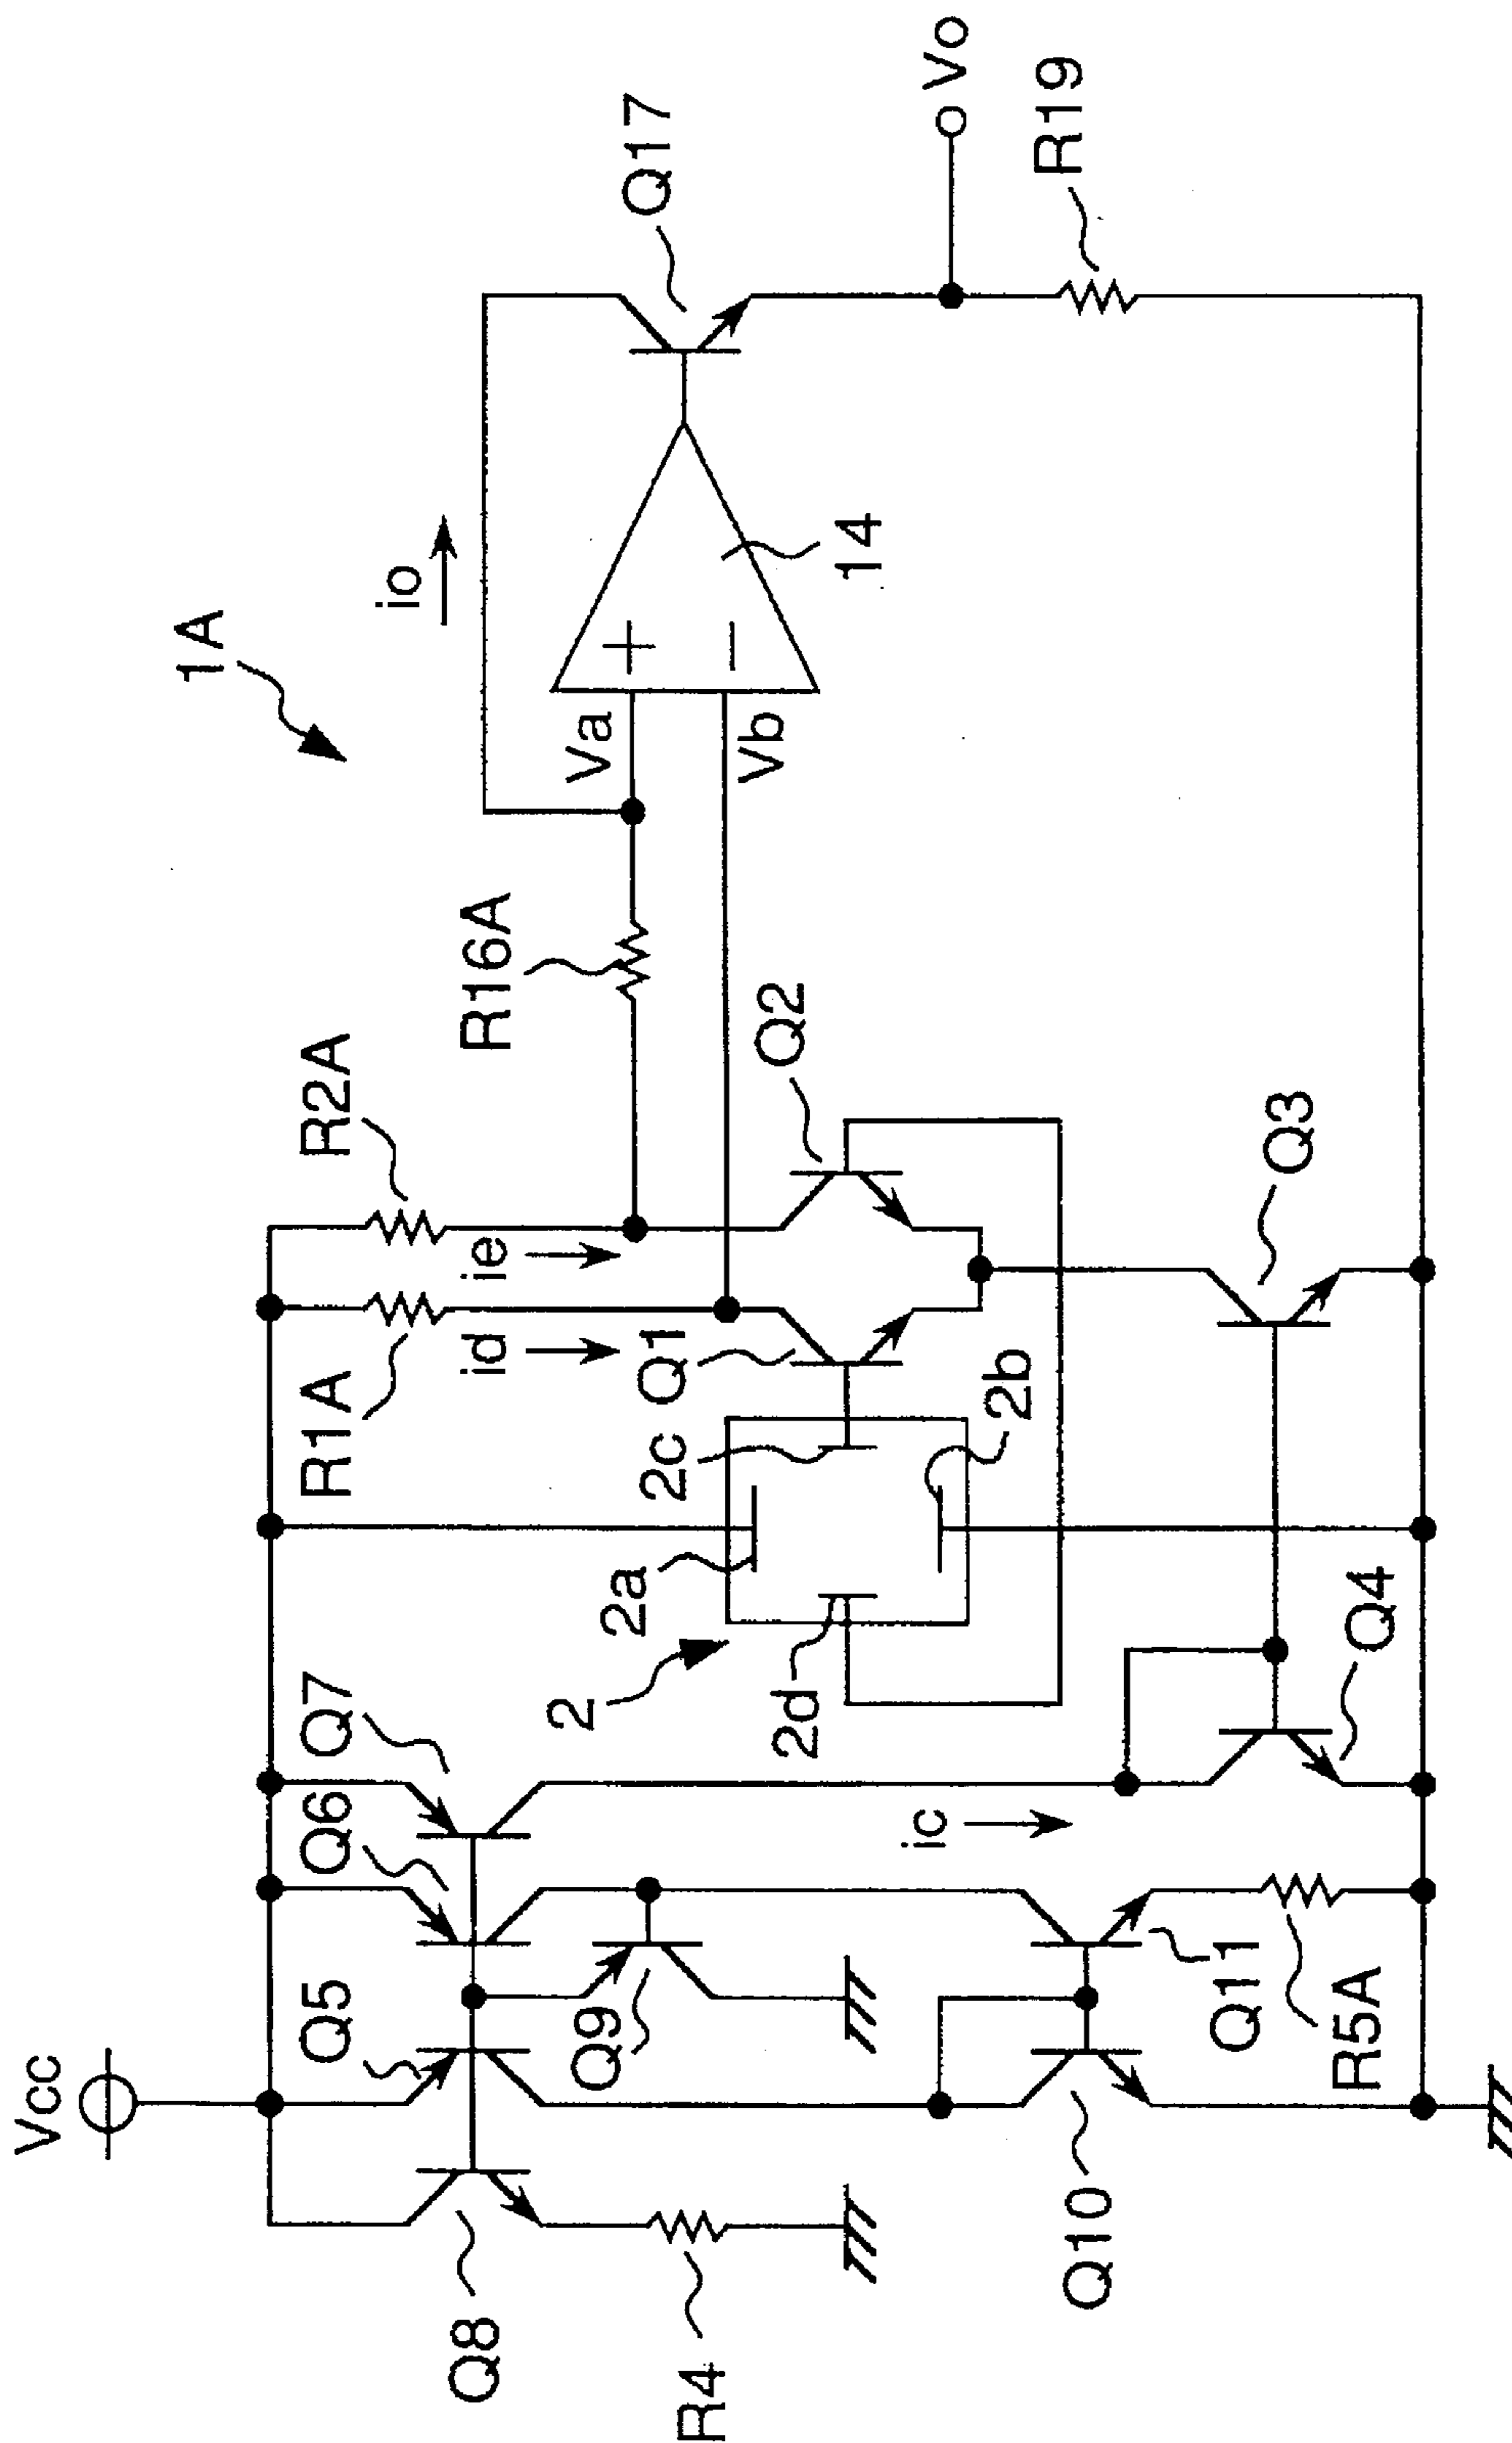 1A
Vcc
Q8
R4
Q5
Q6
Q7
Q9
Q10
Q11
R5A
ic
Q4
2
2a
2d
2c
2b
R1A
R2A
id
ie
Q1
Q2
Q3
R16A
Va
Vb
+
−
14
io
Q17
Vo
R19